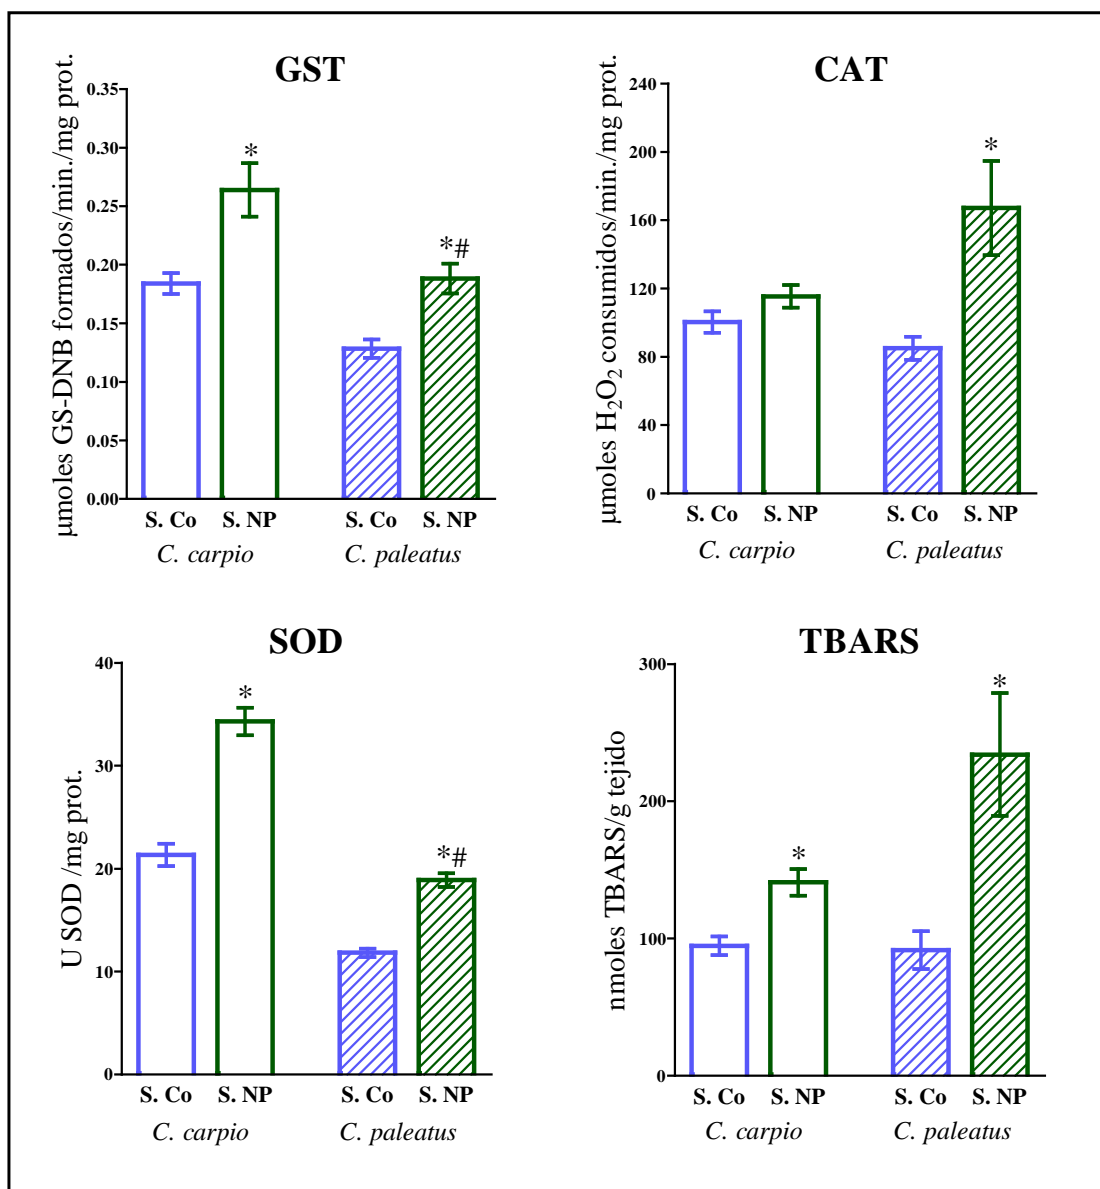 GST
μmoles GS-DNB formados/min./mg prot.
0.35
0.30
0.25
0.20
0.15
0.10
0.05
0.00
*
*#
S. Co S. NP S. Co S. NP
C. carpio C. paleatus
CAT
μmoles H₂O₂ consumidos/min./mg prot.
240
200
160
120
80
40
0
*
S. Co S. NP S. Co S. NP
C. carpio C. paleatus
SOD
U SOD /mg prot.
40
30
20
10
0
*
*#
S. Co S. NP S. Co S. NP
C. carpio C. paleatus
TBARS
nmoles TBARS/g tejido
300
200
100
0
*
*
S. Co S. NP S. Co S. NP
C. carpio C. paleatus